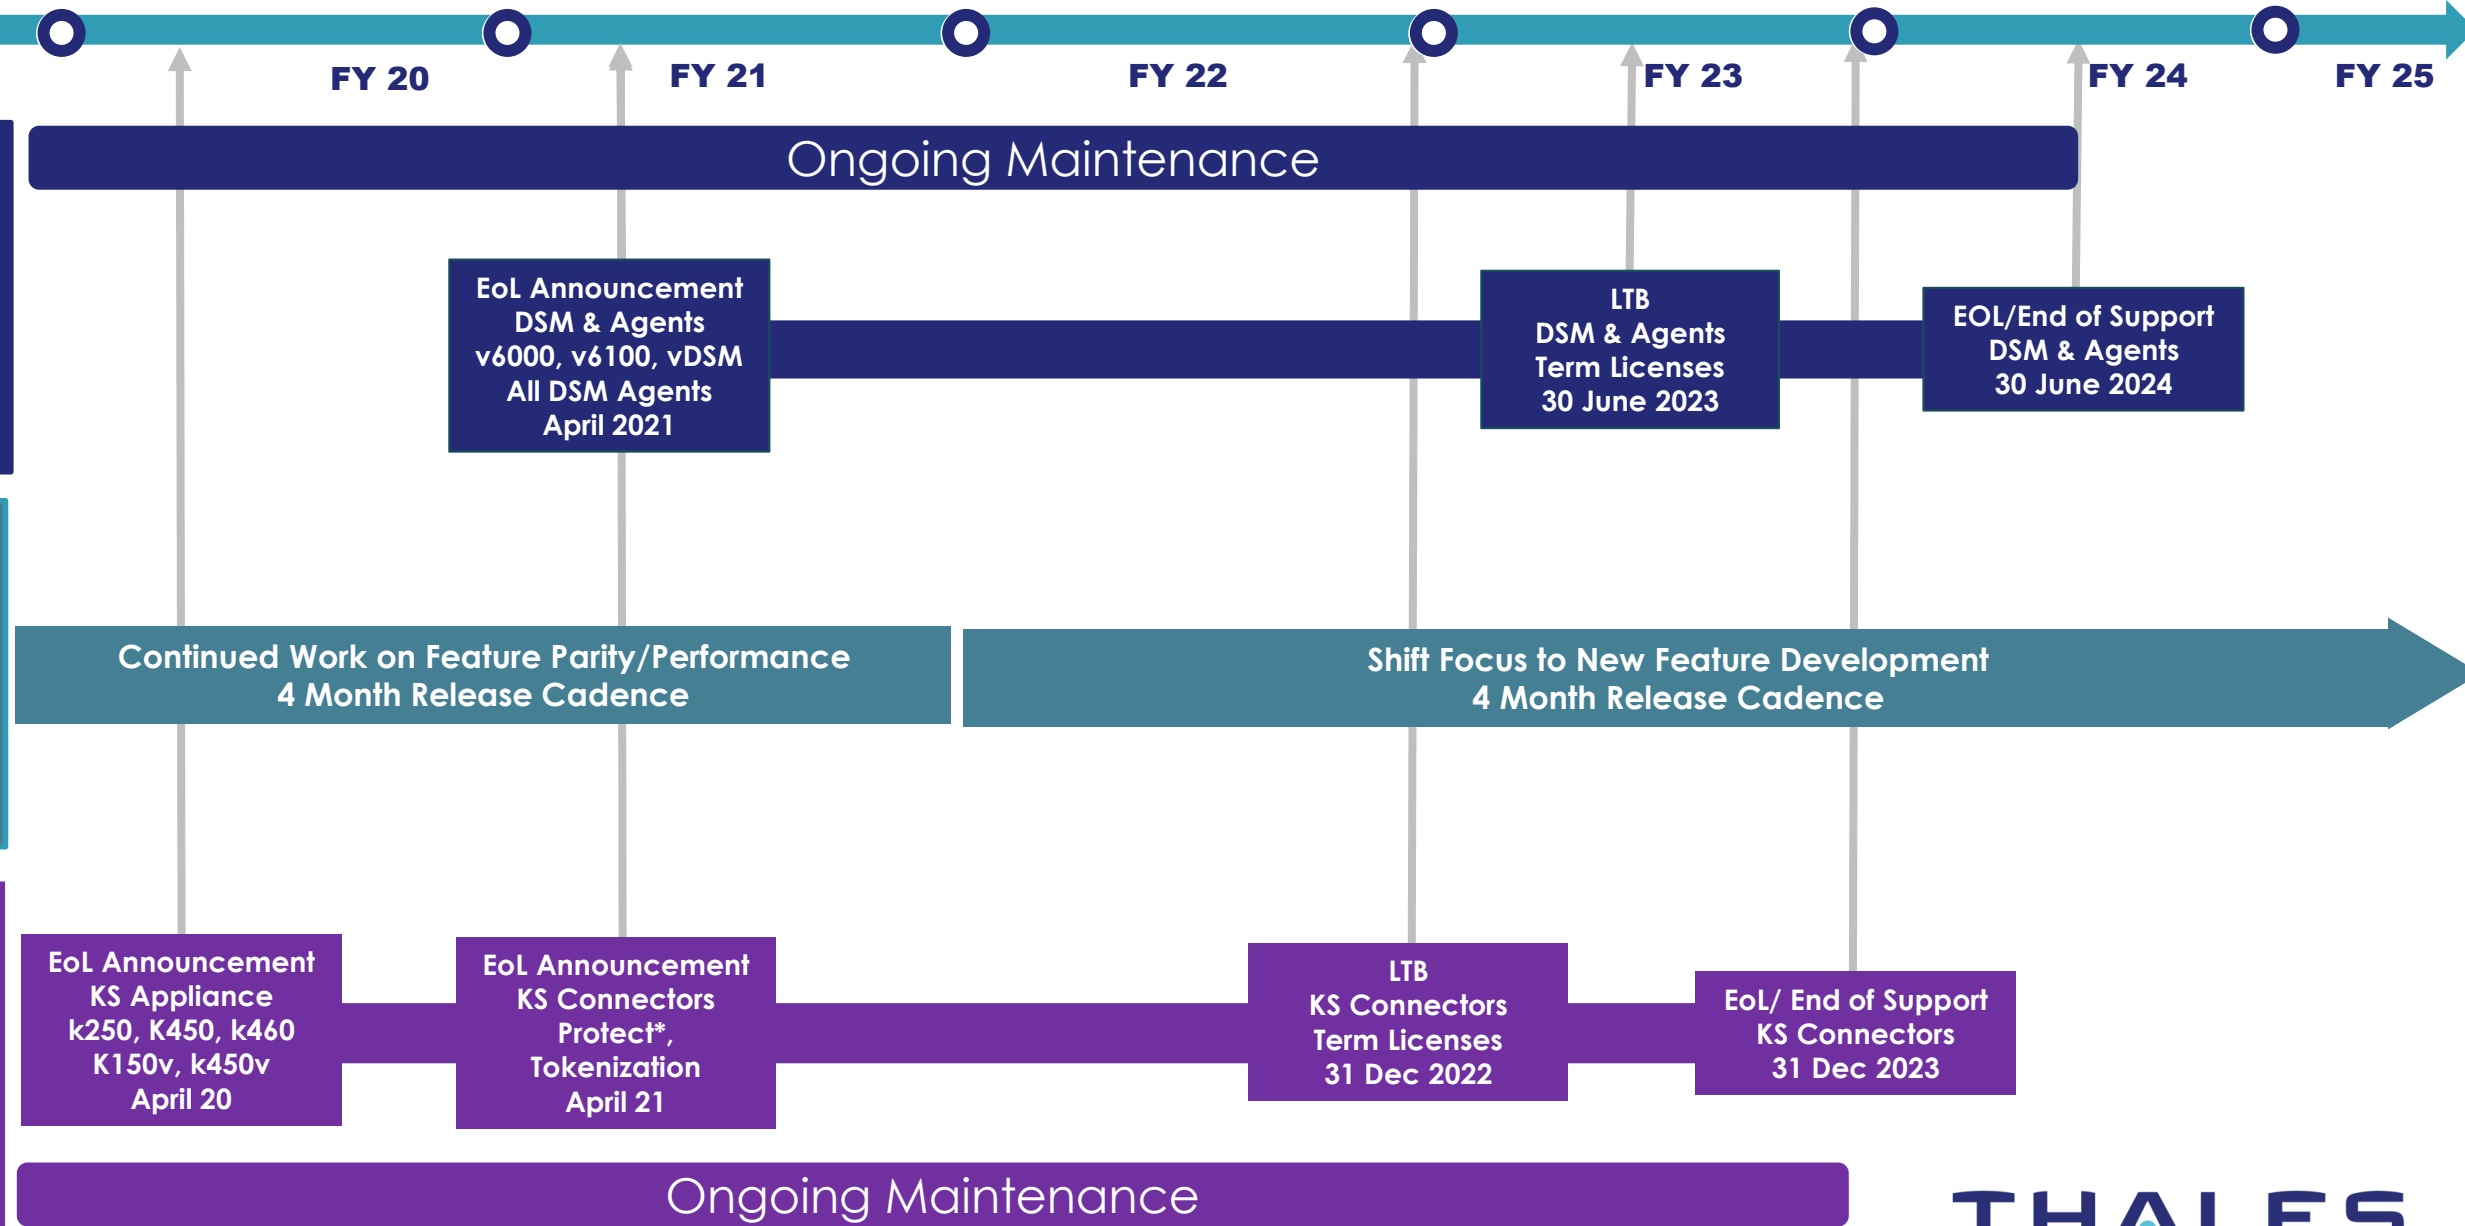 FY 20
FY 21
FY 22
FY 23
FY 24
FY 25
Ongoing Maintenance
EoL Announcement
DSM & Agents
v6000, v6100, vDSM
All DSM Agents
April 2021
LTB
DSM & Agents
Term Licenses
30 June 2023
EOL/End of Support
DSM & Agents
30 June 2024
Continued Work on Feature Parity/Performance
4 Month Release Cadence
Shift Focus to New Feature Development
4 Month Release Cadence
EoL Announcement
KS Appliance
k250, K450, k460
K150v, k450v
April 20
EoL Announcement
KS Connectors
Protect*,
Tokenization
April 21
LTB
KS Connectors
Term Licenses
31 Dec 2022
EoL/ End of Support
KS Connectors
31 Dec 2023
Ongoing Maintenance
THALES